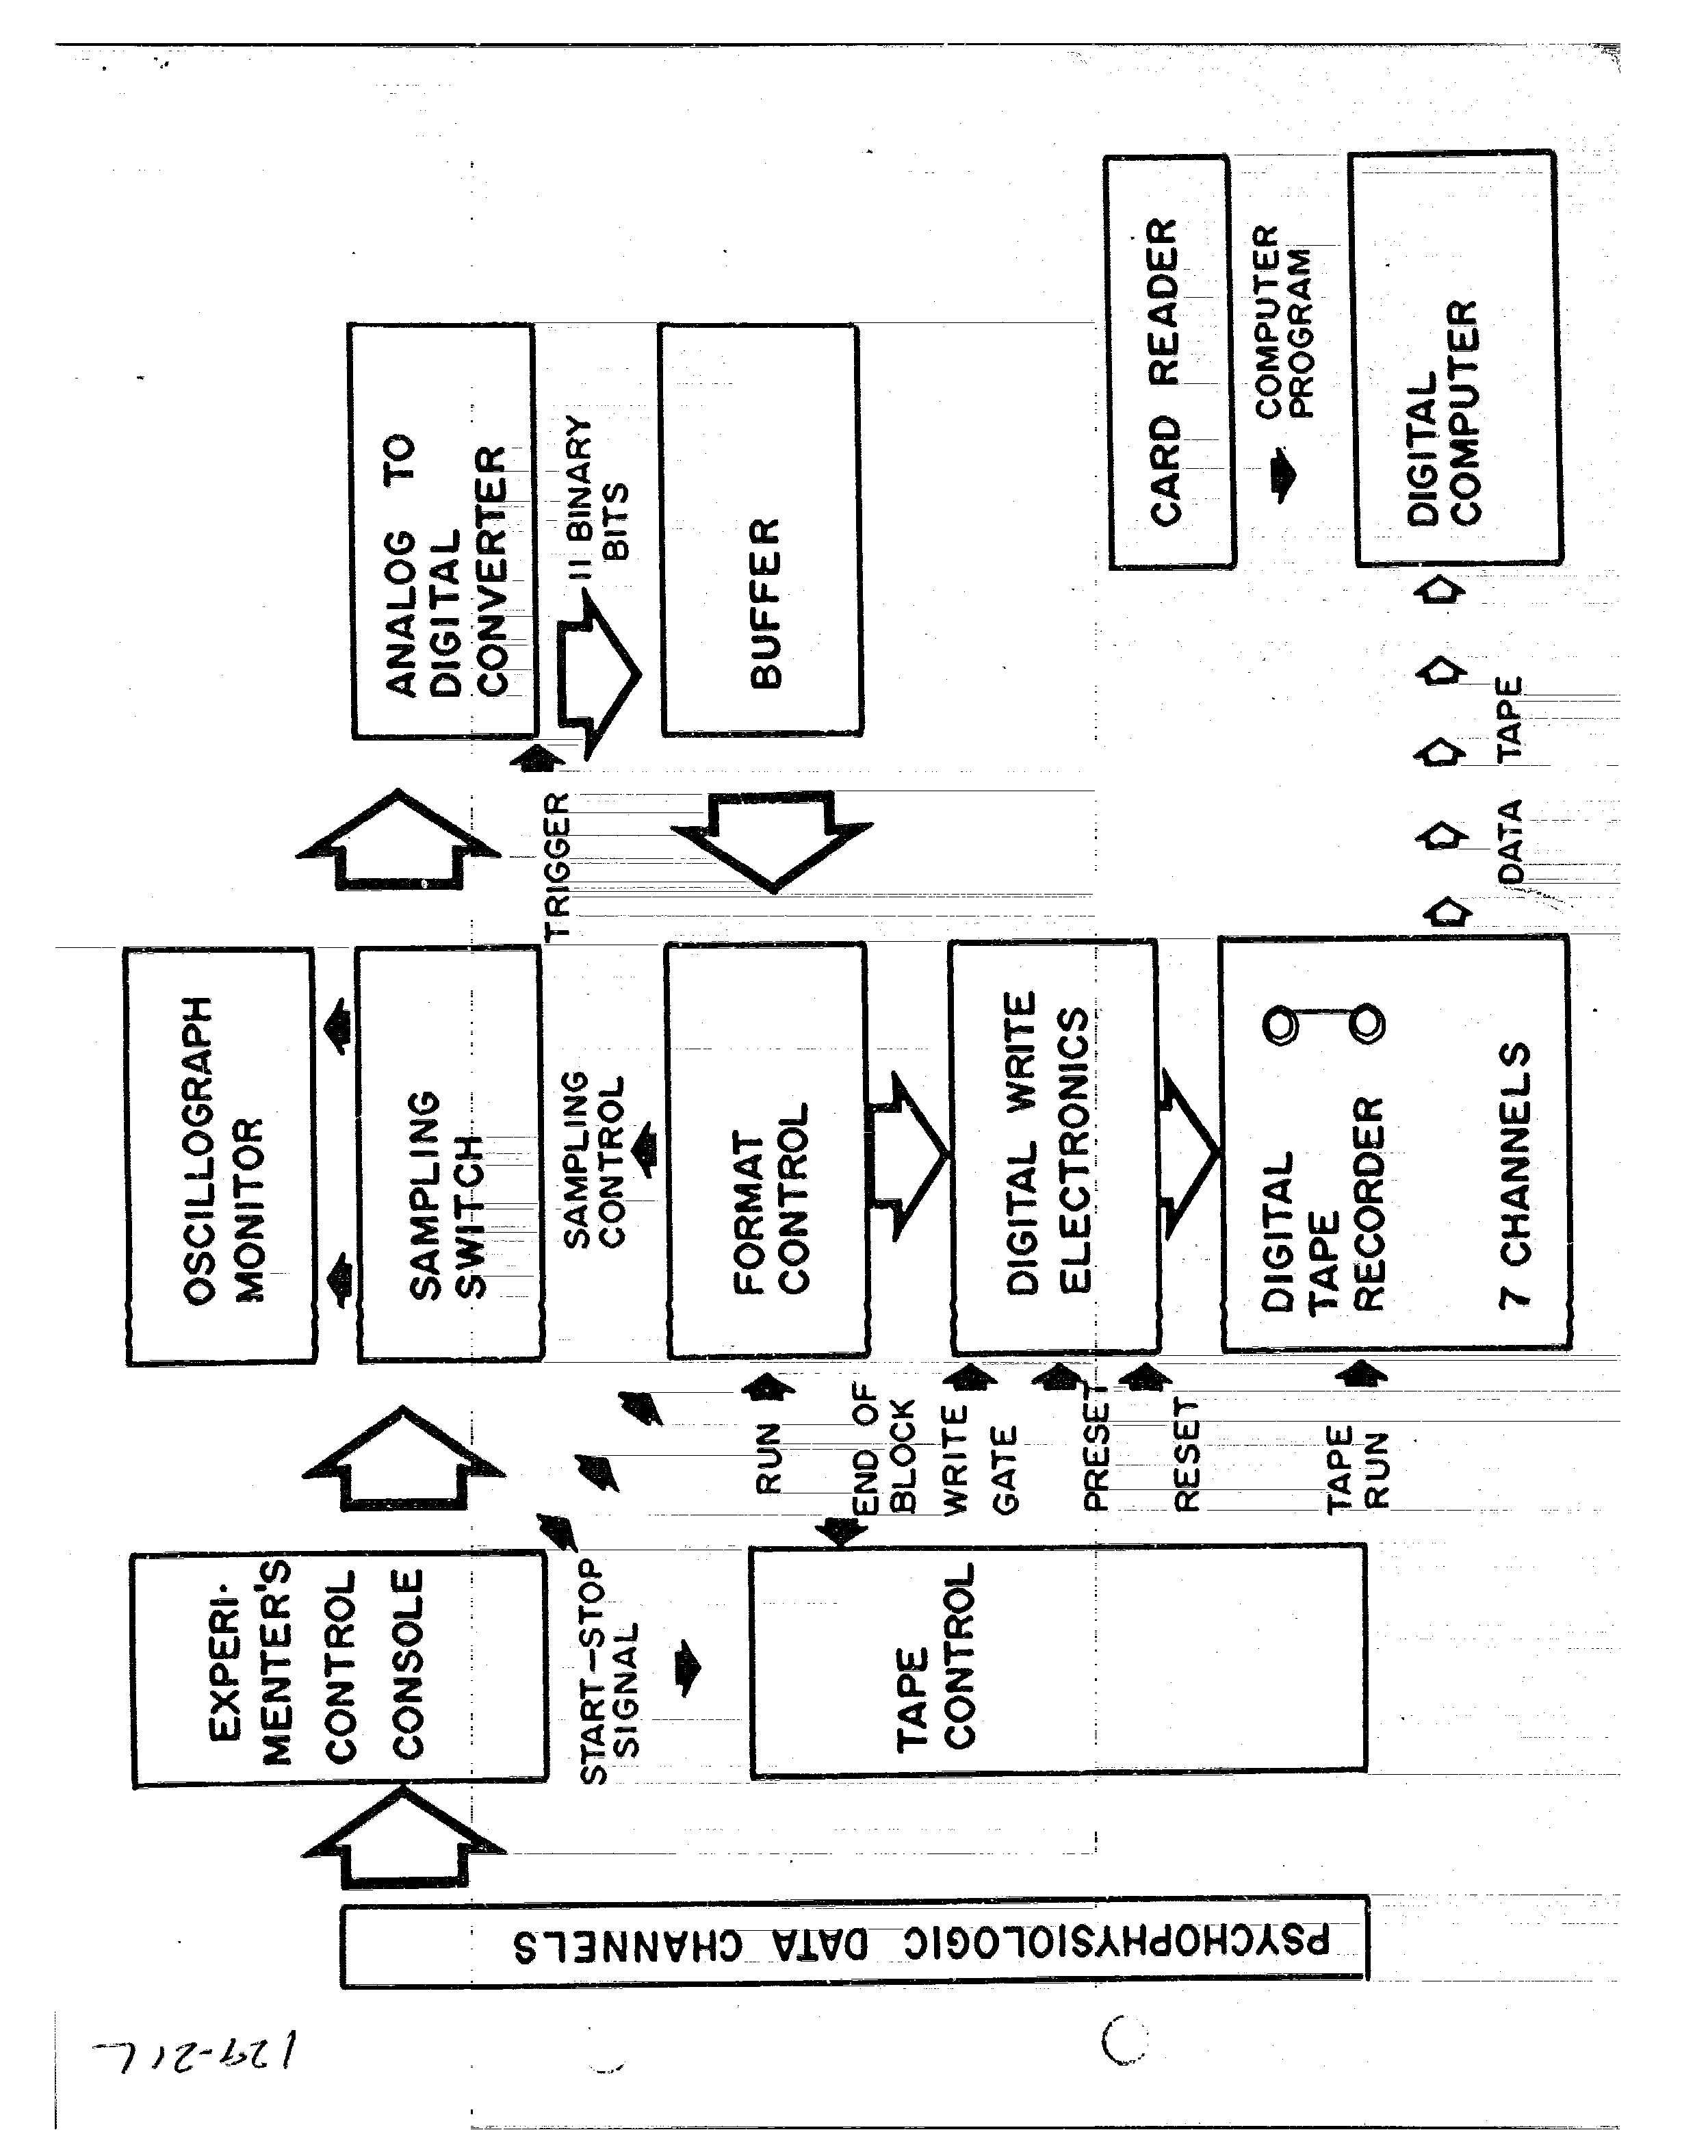 OSCILLOGRAPH
MONITOR
EXPERI-
MENTER'S
CONTROL
CONSOLE
SAMPLING
SWITCH
ANALOG TO
DIGITAL
CONVERTER
START-STOP
SIGNAL
SAMPLING
CONTROL
TRIGGER
11 BINARY
BITS
RUN
FORMAT
CONTROL
BUFFER
END OF
BLOCK
TAPE
CONTROL
WRITE
GATE
PRESET
RESET
DIGITAL WRITE
ELECTRONICS
CARD READER
COMPUTER
PROGRAM
TAPE
RUN
DIGITAL
TAPE
RECORDER
7 CHANNELS
DATA TAPE
DIGITAL
COMPUTER
PSYCHOPHYSIOLOGIC DATA CHANNELS